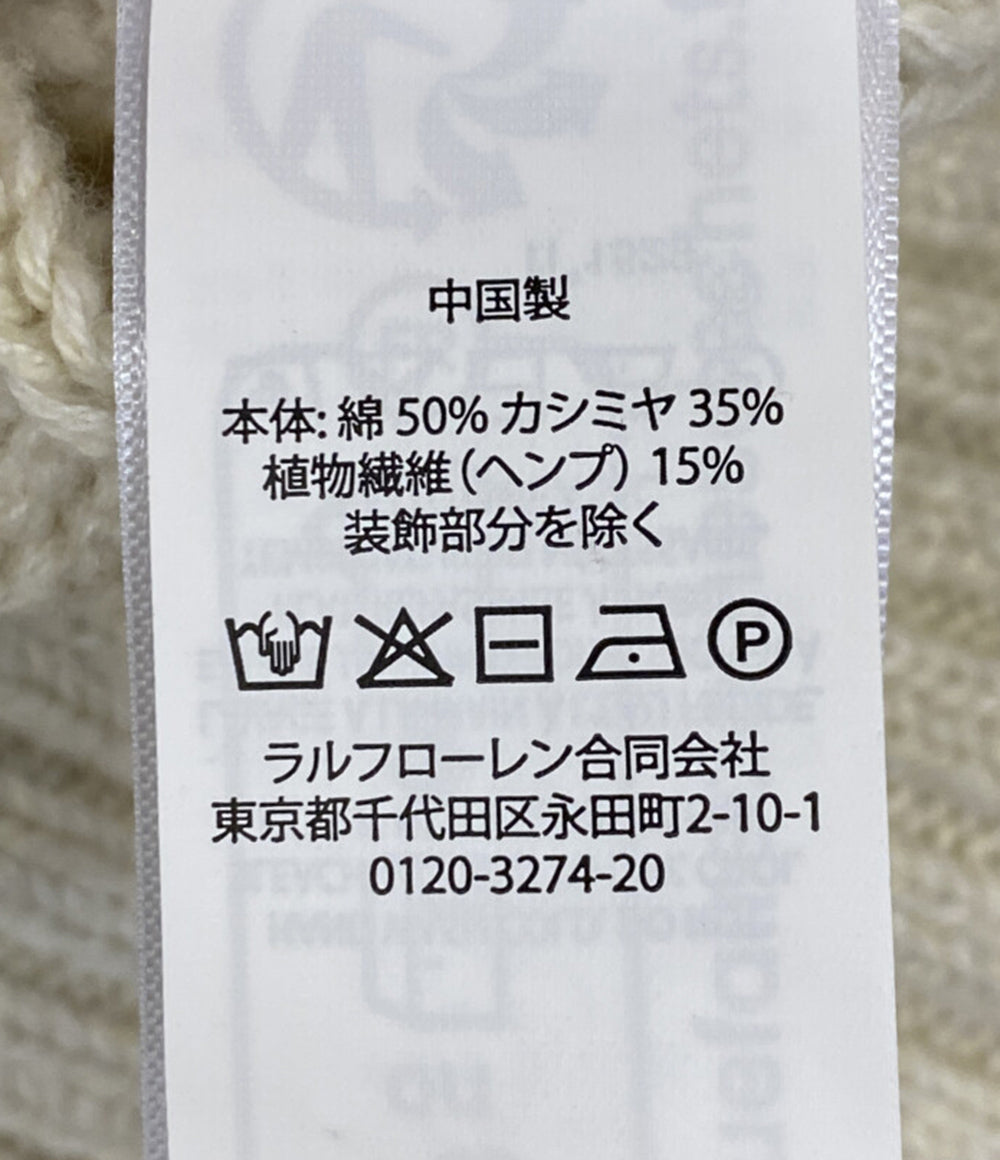 中国製
本体: 綿 50% カシミヤ 35%
植物繊維(ヘンプ) 15%
装飾部分を除く
P
ラルフローレン合同会社
東京都千代田区永田町2-10-1
0120-3274-20